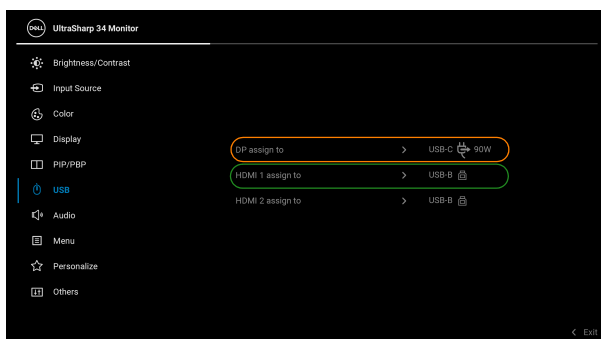 DELL UltraSharp 34 Monitor
Brightness/Contrast
Input Source
Color
Display
DP assign to > USB-C 90W
PIP/PBP
HDMI 1 assign to > USB-B
USB
HDMI 2 assign to > USB-B
Audio
Menu
Personalize
Others
< Exit